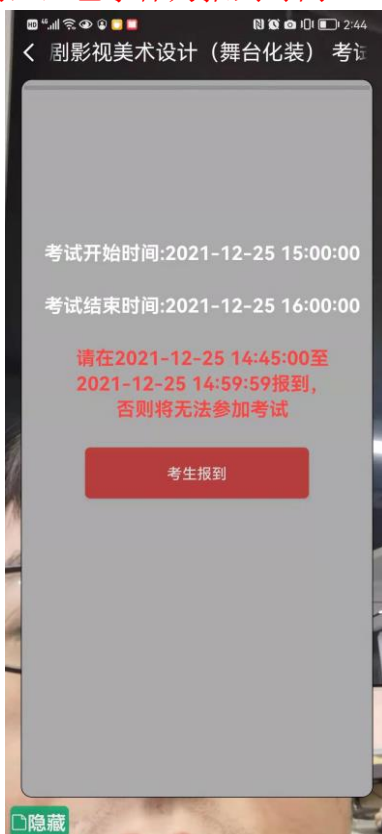 2:44
剧影视美术设计（舞台化装） 考试
考试开始时间:2021-12-25 15:00:00
考试结束时间:2021-12-25 16:00:00
请在2021-12-25 14:45:00至
2021-12-25 14:59:59报到，
否则将无法参加考试
考生报到
隐藏